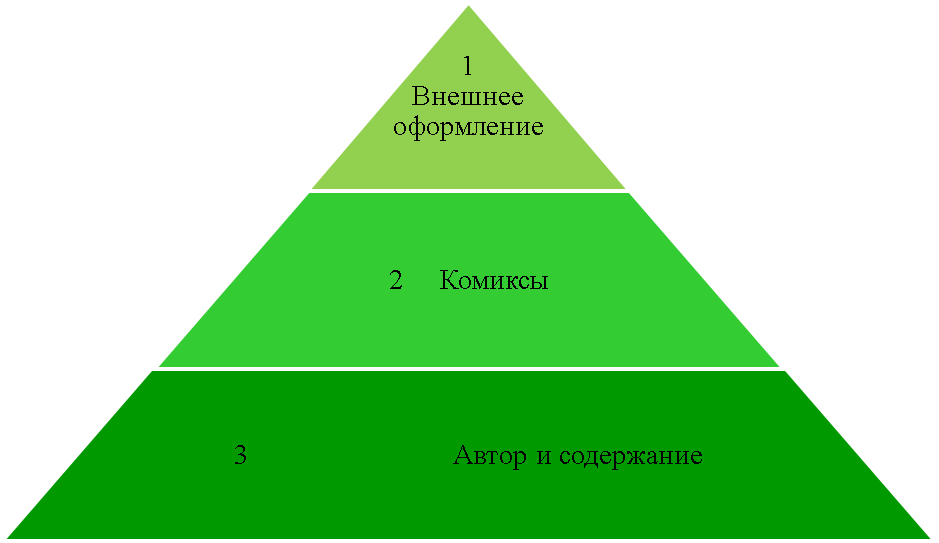 1
Внешнее
оформление
2 Комиксы
3 Автор и содержание